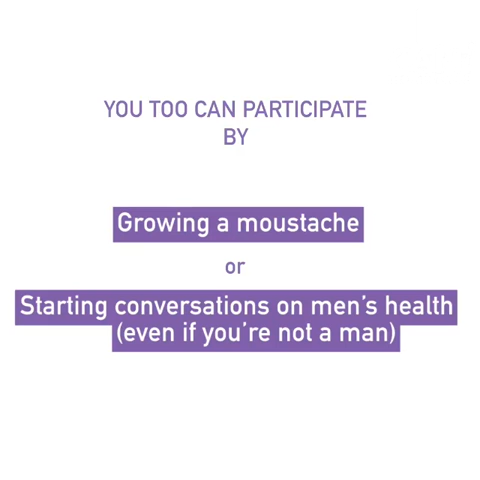 YOU TOO CAN PARTICIPATE
BY
Growing a moustache
or
Starting conversations on men's health
(even if you're not a man)